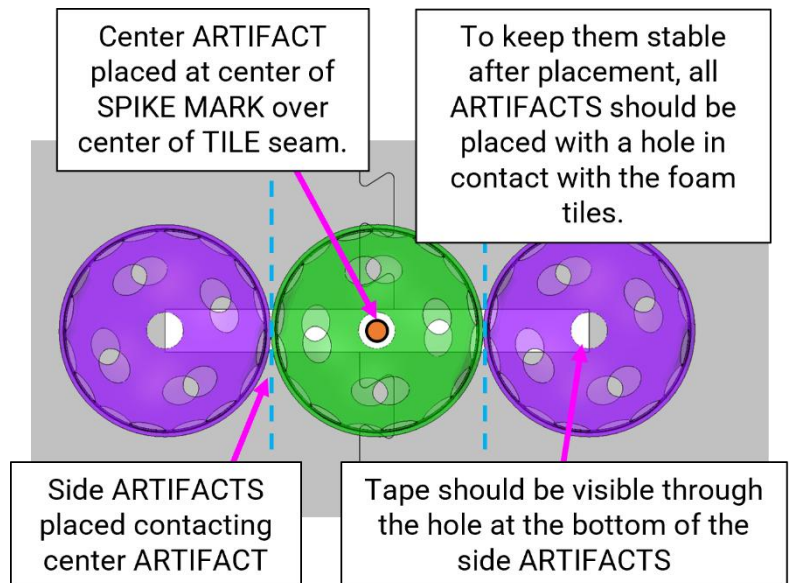 Center ARTIFACT
placed at center of
SPIKE MARK over
center of TILE seam.
To keep them stable
after placement, all
ARTIFACTS should be
placed with a hole in
contact with the foam
tiles.
Side ARTIFACTS
placed contacting
center ARTIFACT
Tape should be visible through
the hole at the bottom of the
side ARTIFACTS